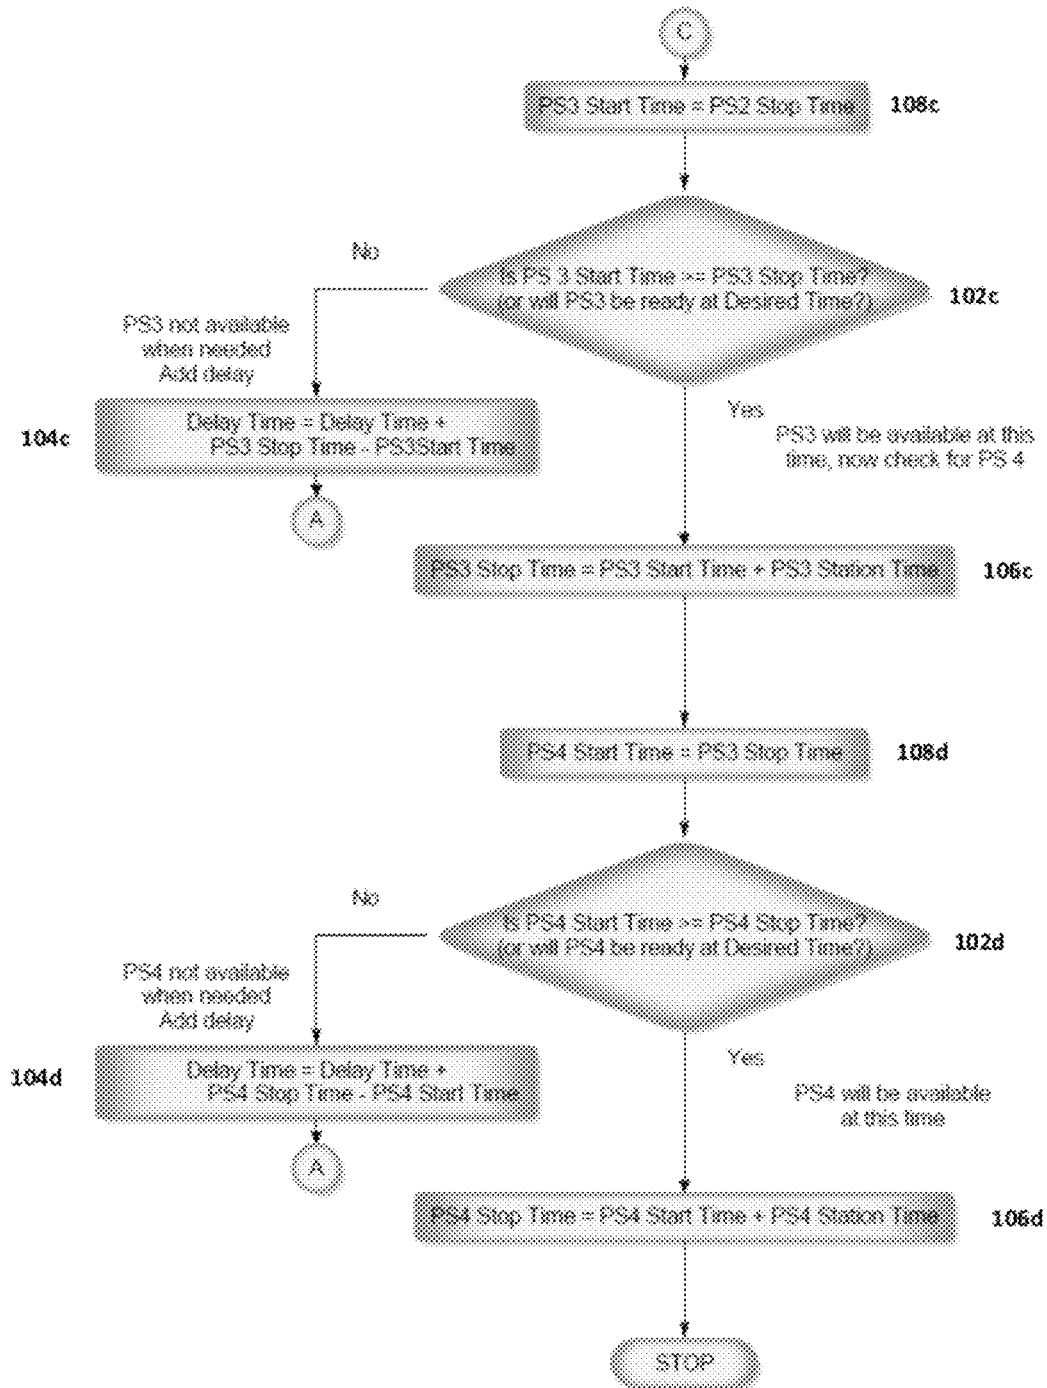 C
PS3 Start Time = PS2 Stop Time
108c
Is PS 3 Start Time >= PS3 Stop Time?
(or will PS3 be ready at Desired Time?)
102c
No
PS3 not available
when needed
Add delay
Delay Time = Delay Time +
PS3 Stop Time - PS3Start Time
104c
A
Yes
PS3 will be available at this
time, now check for PS 4
PS3 Stop Time = PS3 Start Time + PS3 Station Time
106c
PS4 Start Time = PS3 Stop Time
108d
Is PS4 Start Time >= PS4 Stop Time?
(or will PS4 be ready at Desired Time?)
102d
No
PS4 not available
when needed
Add delay
Delay Time = Delay Time +
PS4 Stop Time - PS4 Start Time
104d
A
Yes
PS4 will be available
at this time
PS4 Stop Time = PS4 Start Time + PS4 Station Time
106d
STOP